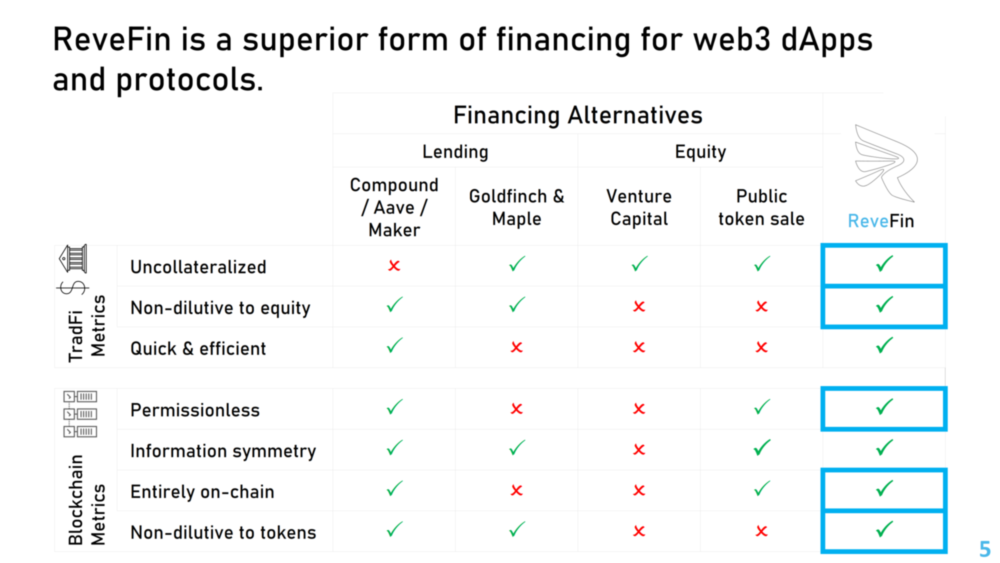 ReveFin is a superior form of financing for web3 dApps
and protocols.
Financing Alternatives
Lending
Equity
Compound
/ Aave /
Maker
Goldfinch &
Maple
Venture
Capital
Public
token sale
ReveFin
TradFi
Metrics
Uncollateralized ✗ ✓ ✓ ✓ ✓
Non-dilutive to equity ✓ ✓ ✗ ✗ ✓
Quick & efficient ✓ ✗ ✗ ✗ ✓
Blockchain
Metrics
Permissionless ✓ ✗ ✗ ✓ ✓
Information symmetry ✓ ✓ ✗ ✓ ✓
Entirely on-chain ✓ ✗ ✗ ✓ ✓
Non-dilutive to tokens ✓ ✓ ✗ ✗ ✓
5